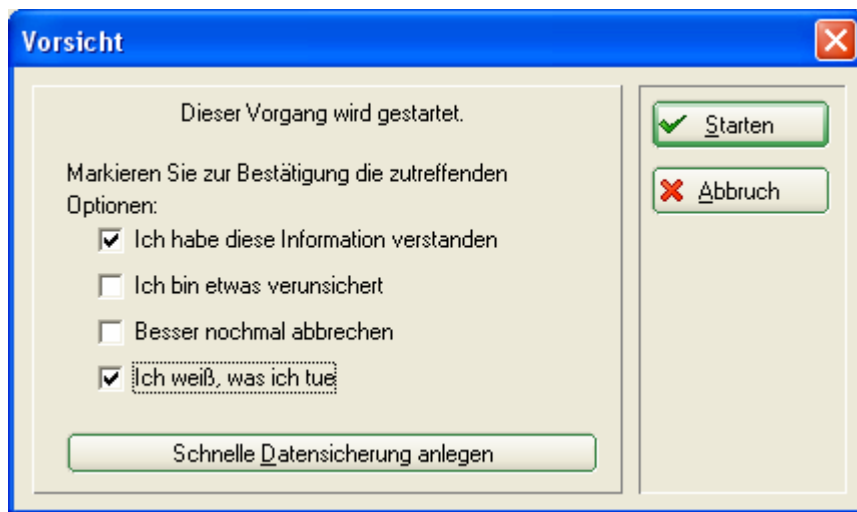 Vorsicht
Dieser Vorgang wird gestartet.
Markieren Sie zur Bestätigung die zutreffenden
Optionen:
Ich habe diese Information verstanden
Ich bin etwas verunsichert
Besser nochmal abbrechen
Ich weiß, was ich tue
Schnelle Datensicherung anlegen
Starten
Abbruch